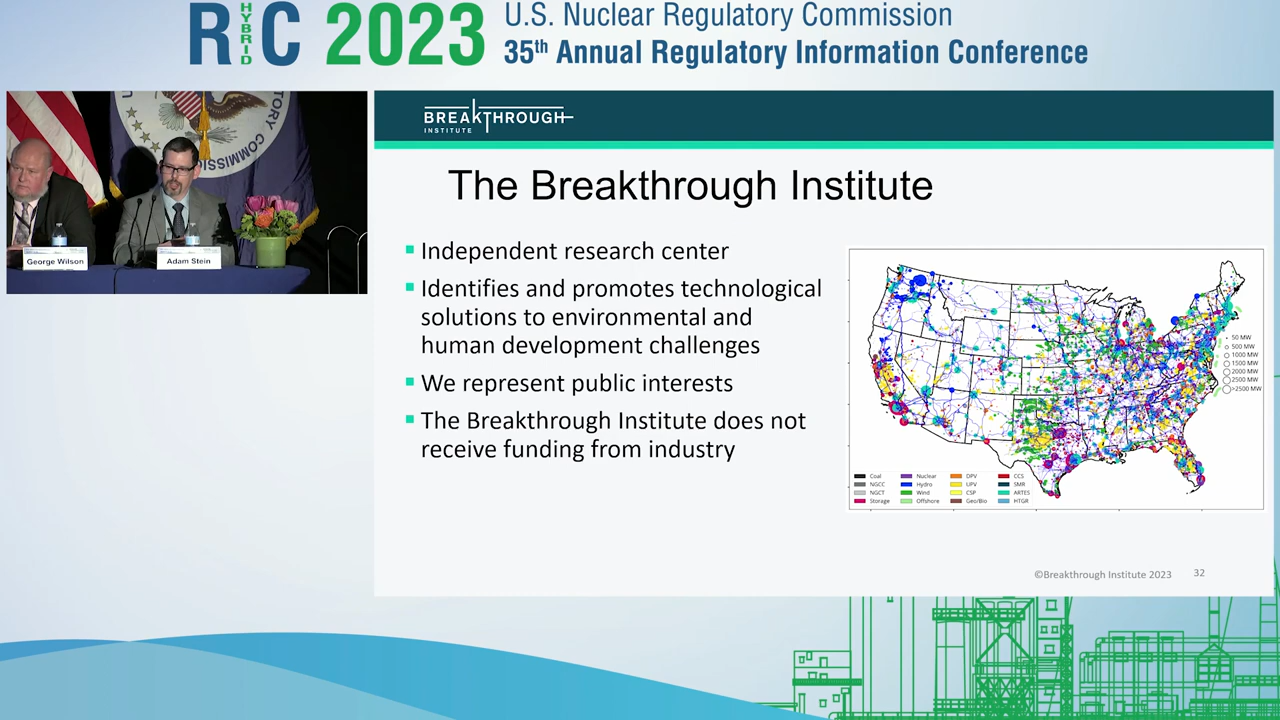 RIC HYBRID 2023
U.S. Nuclear Regulatory Commission
35th Annual Regulatory Information Conference
BREAKTHROUGH
INSTITUTE
The Breakthrough Institute
▪ Independent research center
▪ Identifies and promotes technological
solutions to environmental and
human development challenges
▪ We represent public interests
▪ The Breakthrough Institute does not
receive funding from industry
George Wilson
Adam Stein
TORY COMMISSION
50 MW
500 MW
1000 MW
1500 MW
2000 MW
2500 MW
>2500 MW
Coal Nuclear DPV CCS
NGCC Hydro UPV SMR
NGCT Wind CSP ARTES
Storage Offshore Geo/Bio HTGR
©Breakthrough Institute 2023 32